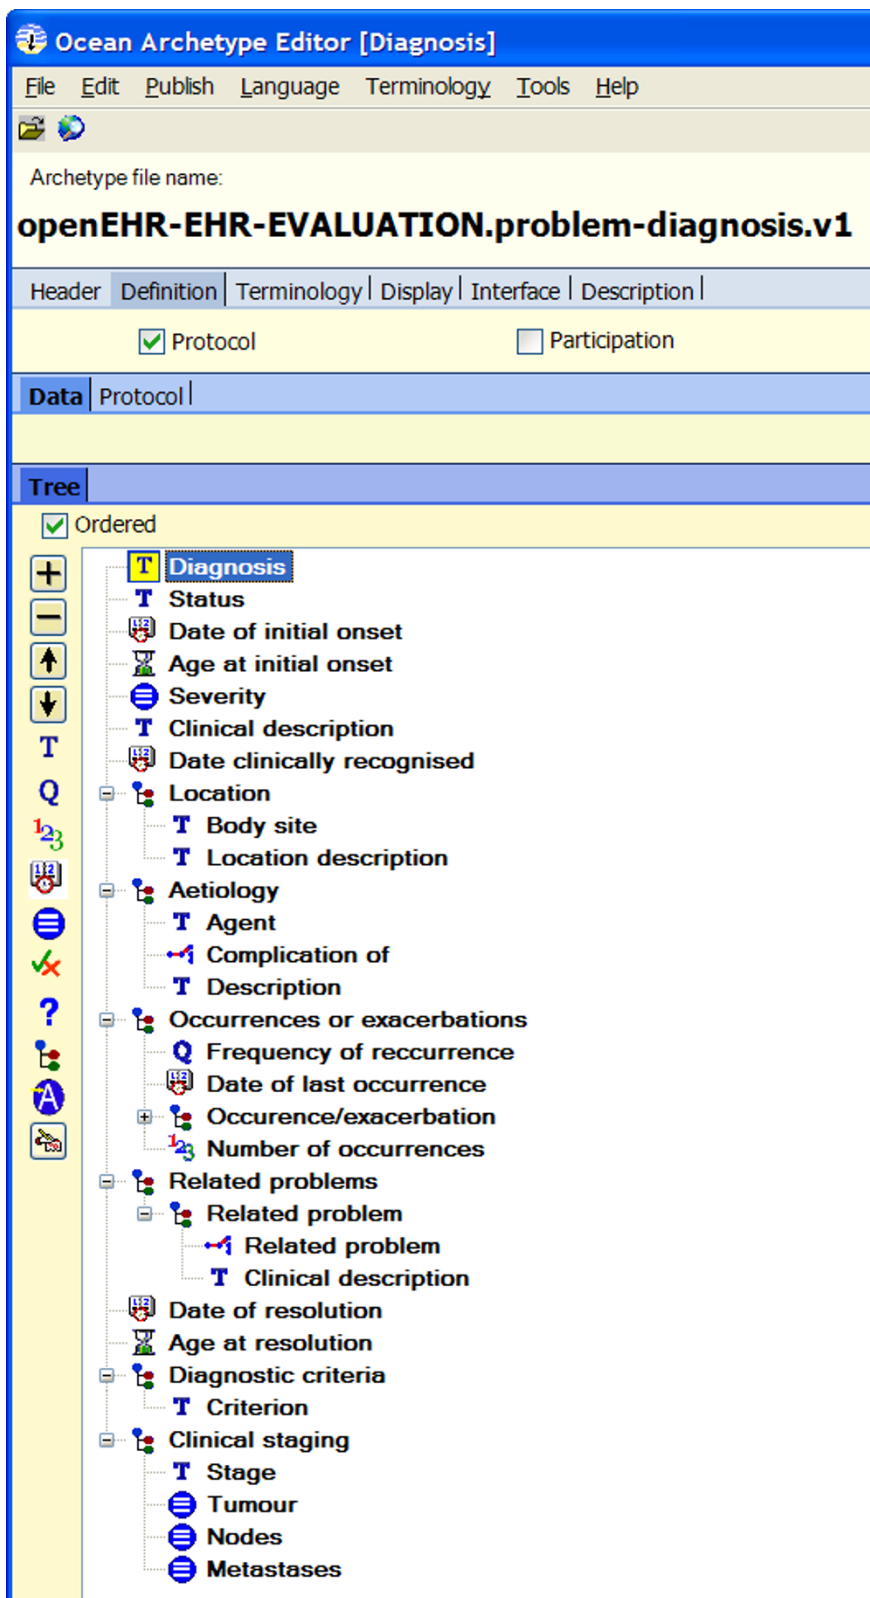 Ocean Archetype Editor [Diagnosis]
File Edit Publish Language Terminology Tools Help
Archetype file name:
openEHR-EHR-EVALUATION.problem-diagnosis.v1
Header Definition Terminology Display Interface Description
Protocol Participation
Data Protocol
Tree
Ordered
T Diagnosis
T Status
Date of initial onset
Age at initial onset
Severity
T Clinical description
Date clinically recognised
T
Q Location
T Body site
123
T Location description
Aetiology
T Agent
Complication of
T Description
? Occurrences or exacerbations
Q Frequency of reccurrence
Date of last occurrence
A Occurence/exacerbation
123 Number of occurrences
Related problems
Related problem
Related problem
T Clinical description
Date of resolution
Age at resolution
Diagnostic criteria
T Criterion
Clinical staging
T Stage
Tumour
Nodes
Metastases